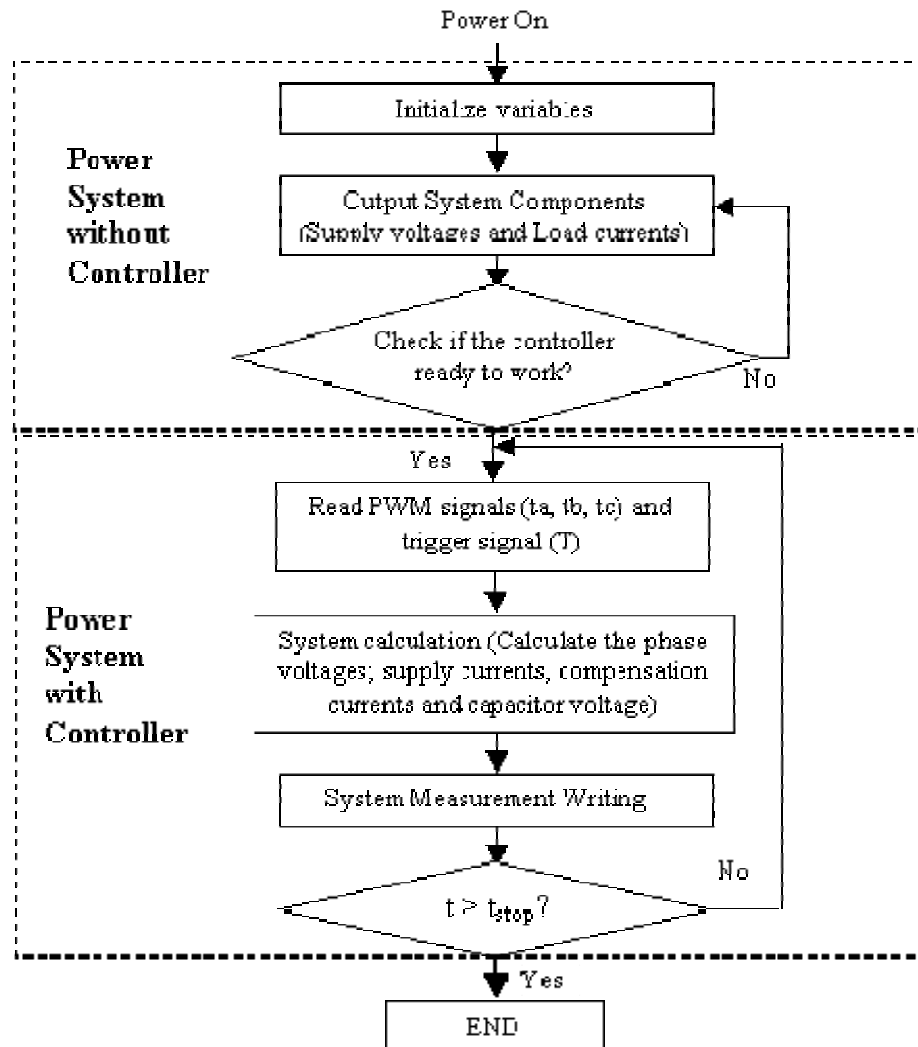 Power On
Initialize variables
Power
System
without
Controller
Output System Components
(Supply voltages and Load currents)
Check if the controller
ready to work?
No
Yes
Read PWM signals (ta, tb, tc) and
trigger signal (T)
Power
System
with
Controller
System calculation (Calculate the phase
voltages; supply currents, compensation
currents and capacitor voltage)
System Measurement Writing
No
t > tstop?
Yes
END